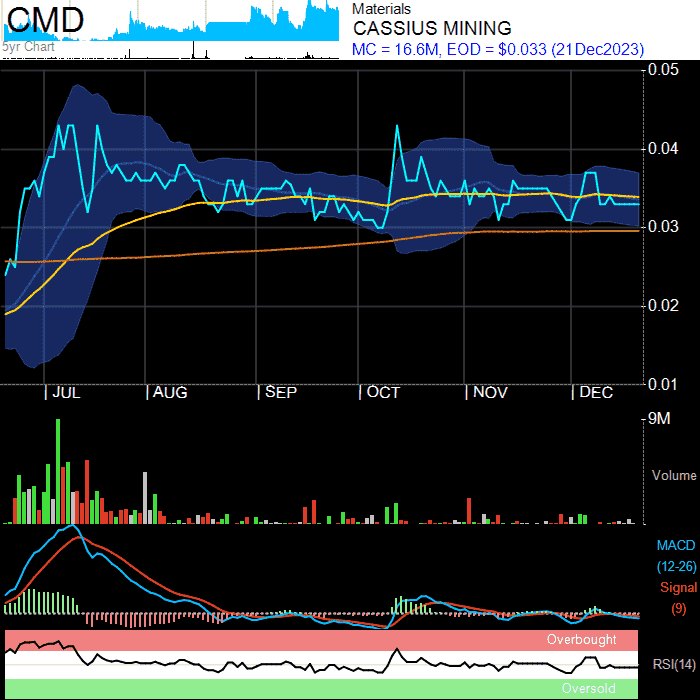 CMD
5yr Chart
Materials
CASSIUS MINING
MC = 16.6M, EOD = $0.033 (21Dec2023)
0.05
0.04
0.03
0.02
0.01
JUL AUG SEP OCT NOV DEC
9M
Volume
MACD
(12-26)
Signal
(9)
Overbought
RSI(14)
Oversold